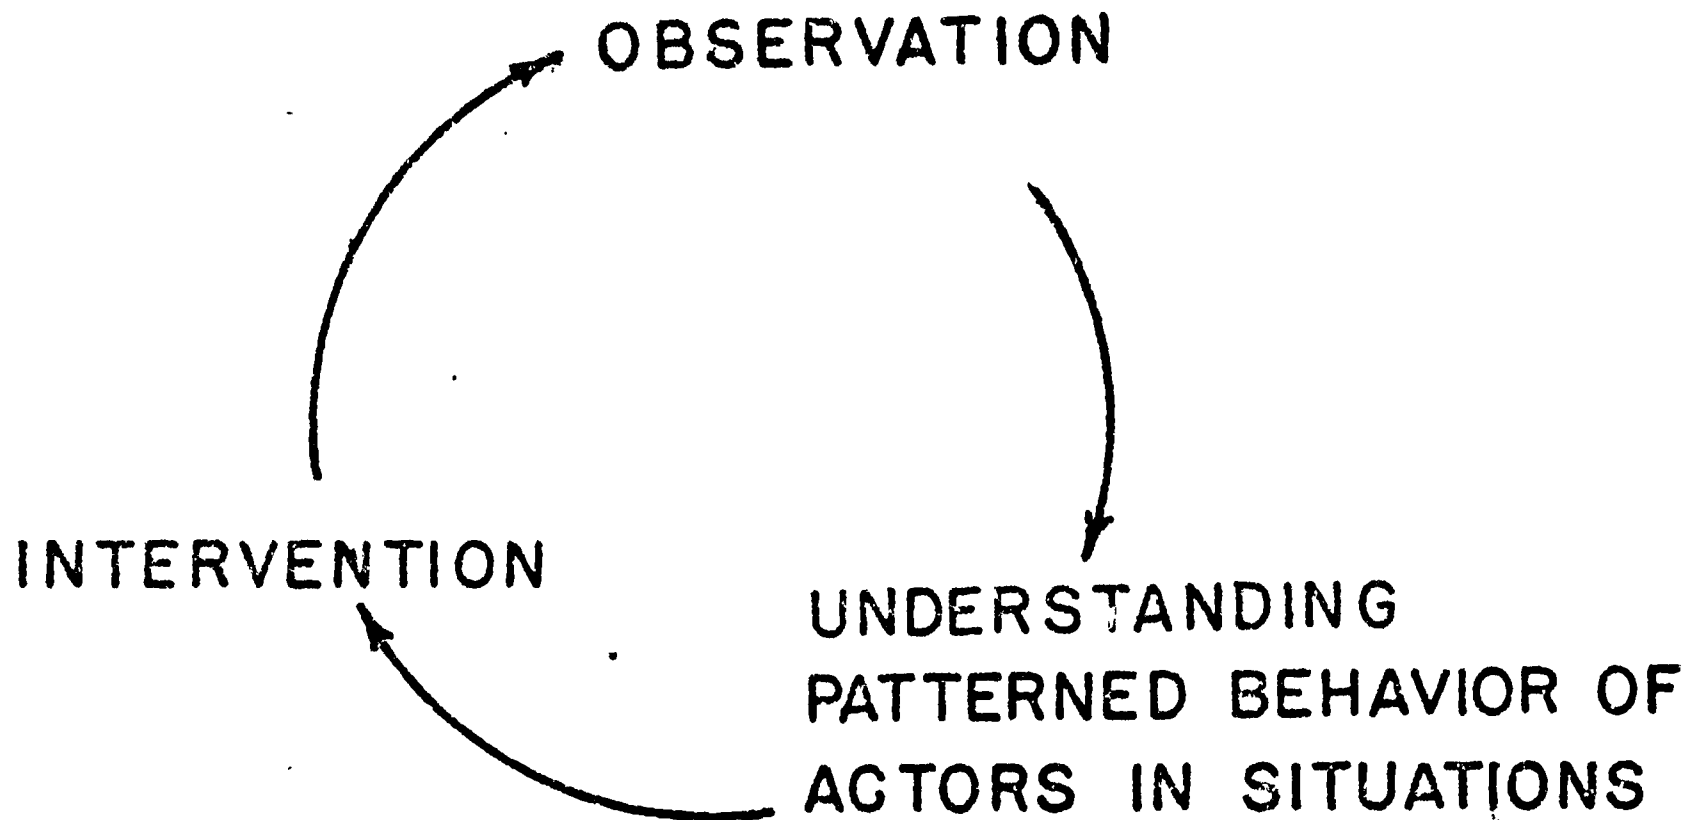 OBSERVATION
INTERVENTION
UNDERSTANDING
PATTERNED BEHAVIOR OF
ACTORS IN SITUATIONS